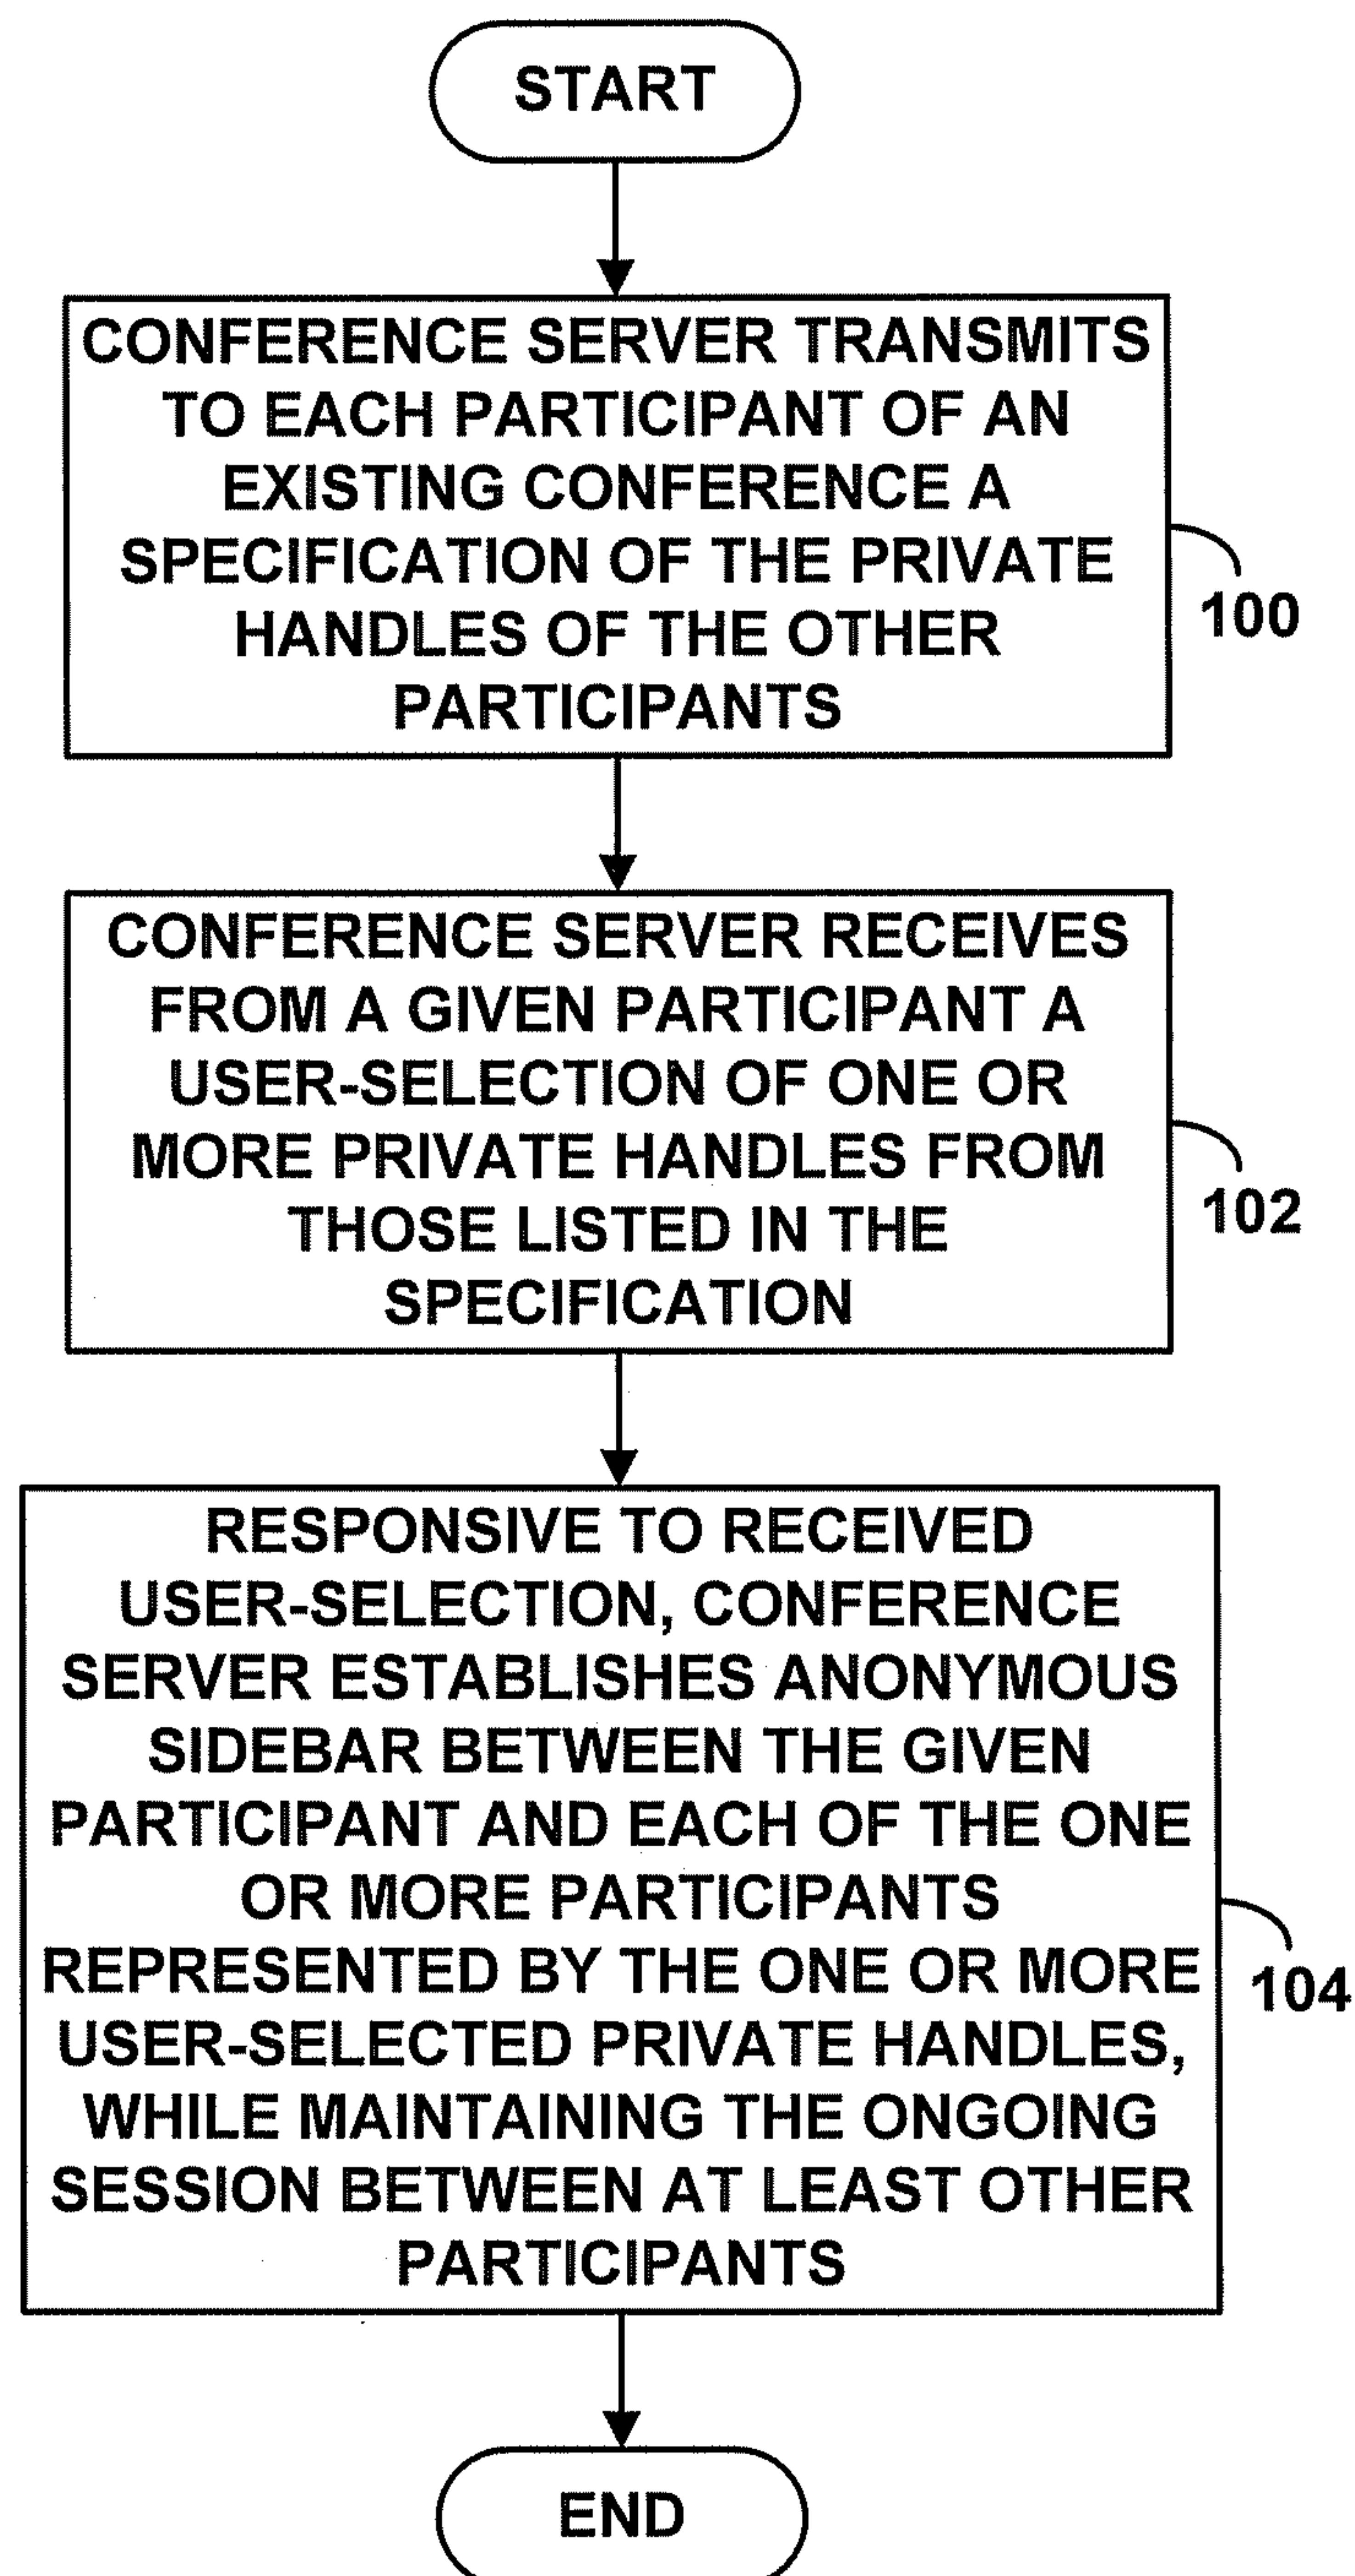 START
CONFERENCE SERVER TRANSMITS
TO EACH PARTICIPANT OF AN
EXISTING CONFERENCE A
SPECIFICATION OF THE PRIVATE
HANDLES OF THE OTHER
PARTICIPANTS
100
CONFERENCE SERVER RECEIVES
FROM A GIVEN PARTICIPANT A
USER-SELECTION OF ONE OR
MORE PRIVATE HANDLES FROM
THOSE LISTED IN THE
SPECIFICATION
102
RESPONSIVE TO RECEIVED
USER-SELECTION, CONFERENCE
SERVER ESTABLISHES ANONYMOUS
SIDEBAR BETWEEN THE GIVEN
PARTICIPANT AND EACH OF THE ONE
OR MORE PARTICIPANTS
REPRESENTED BY THE ONE OR MORE
USER-SELECTED PRIVATE HANDLES,
WHILE MAINTAINING THE ONGOING
SESSION BETWEEN AT LEAST OTHER
PARTICIPANTS
104
END